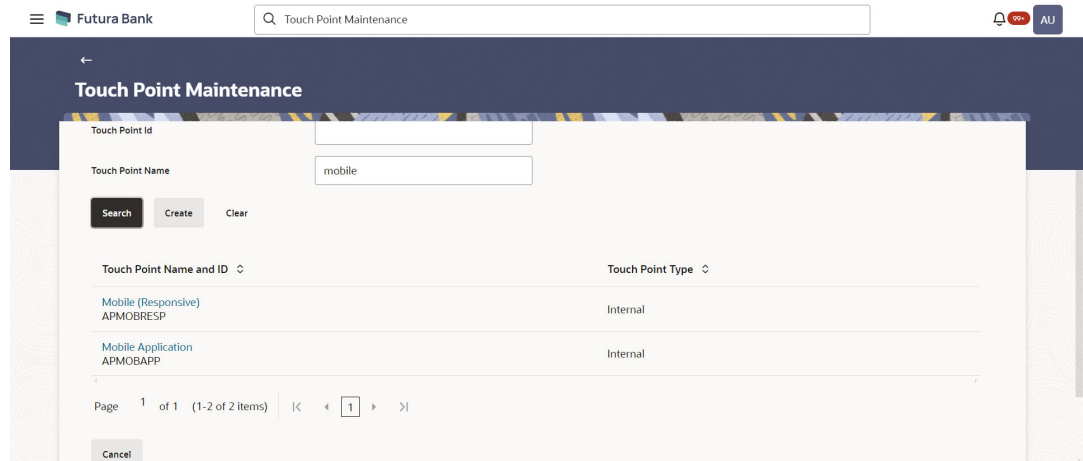 Futura Bank
Touch Point Maintenance
99+
AU
Touch Point Maintenance
Touch Point Id
Touch Point Name
mobile
Search
Create
Clear
Touch Point Name and ID
Touch Point Type
Mobile (Responsive)
APMOBRESP
Internal
Mobile Application
APMOBAPP
Internal
Page 1 of 1 (1-2 of 2 items) 1
Cancel